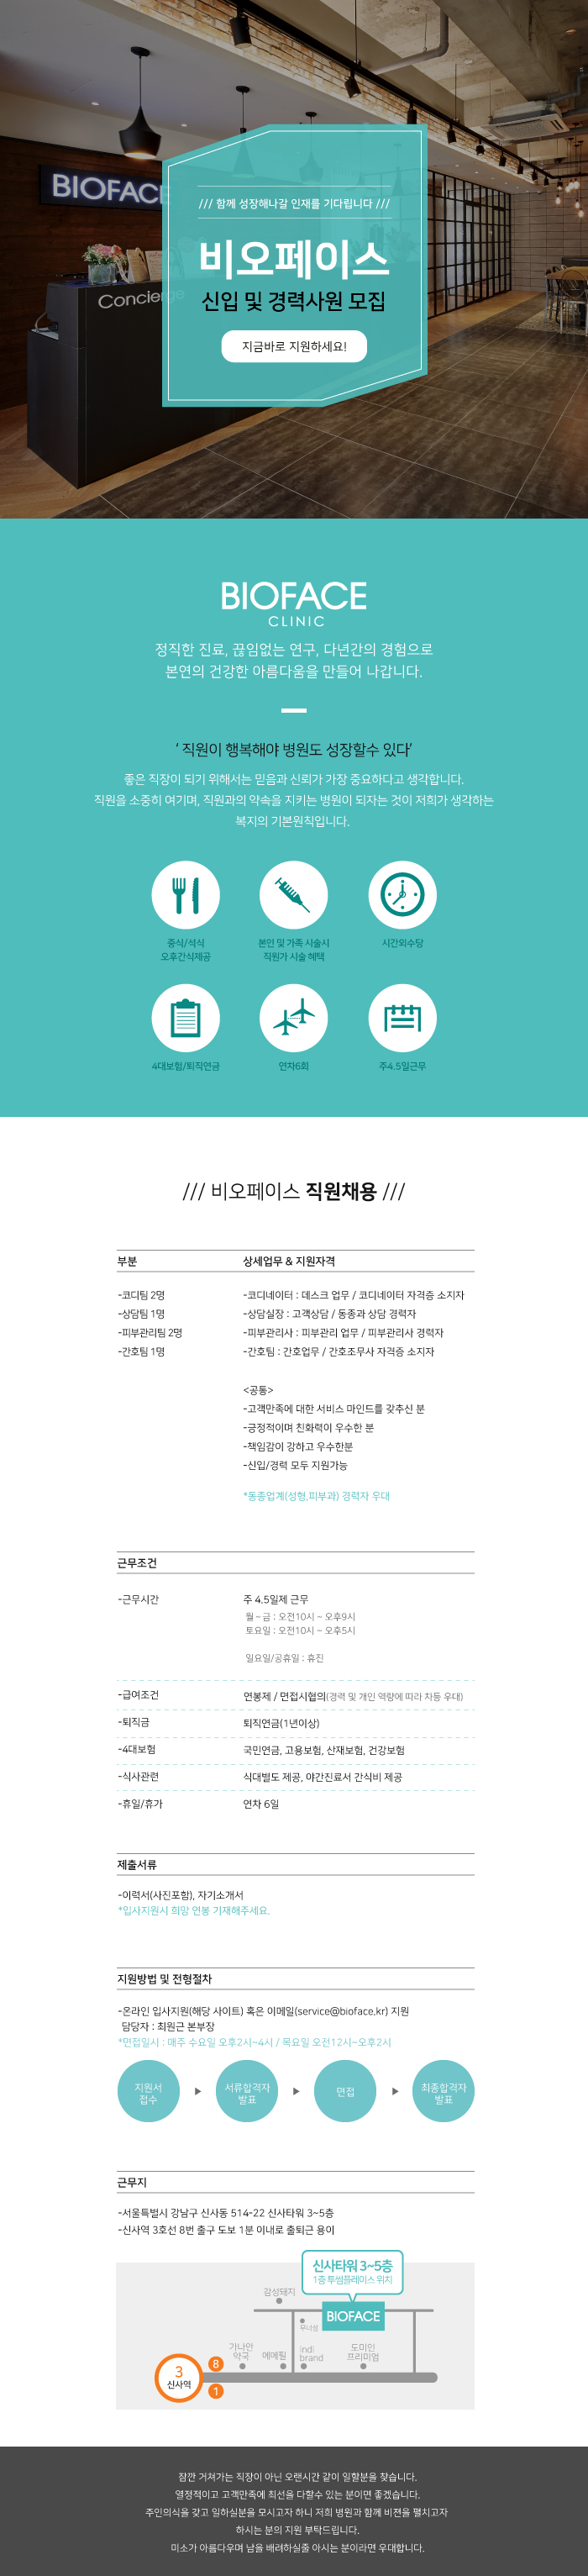 BIOFACE
/// 함께 성장해나갈 인재를 기다립니다 ///
비오페이스
신입 및 경력사원 모집
Concierge
지금바로 지원하세요!
BIOFACE
CLINIC
정직한 진료, 끊임없는 연구, 다년간의 경험으로
본연의 건강한 아름다움을 만들어 나갑니다.
‘ 직원이 행복해야 병원도 성장할수 있다’
좋은 직장이 되기 위해서는 믿음과 신뢰가 가장 중요하다고 생각합니다.
직원을 소중히 여기며, 직원과의 약속을 지키는 병원이 되자는 것이 저희가 생각하는
복지의 기본원칙입니다.
중식/석식
오후간식제공
본인 및 가족 시술시
직원가 시술 혜택
시간외수당
4대보험/퇴직연금
연차6회
주4.5일근무
/// 비오페이스 직원채용 ///
부분 상세업무 & 지원자격
-코디팀 2명 -코디네이터 : 데스크 업무 / 코디네이터 자격증 소지자
-상담팀 1명 -상담실장 : 고객상담 / 동종과 상담 경력자
-피부관리팀 2명 -피부관리사 : 피부관리 업무 / 피부관리사 경력자
-간호팀 1명 -간호팀 : 간호업무 / 간호조무사 자격증 소지자
<공통>
-고객만족에 대한 서비스 마인드를 갖추신 분
-긍정적이며 친화력이 우수한 분
-책임감이 강하고 우수한분
-신입/경력 모두 지원가능
*동종업계(성형,피부과) 경력자 우대
근무조건
-근무시간 주 4.5일제 근무
월 ~ 금 : 오전10시 ~ 오후9시
토요일 : 오전10시 ~ 오후5시
일요일/공휴일 : 휴진
-급여조건 연봉제 / 면접시협의(경력 및 개인 역량에 따라 차등 우대)
-퇴직금 퇴직연금(1년이상)
-4대보험 국민연금, 고용보험, 산재보험, 건강보험
-식사관련 식대별도 제공, 야간진료서 간식비 제공
-휴일/휴가 연차 6일
제출서류
-이력서(사진포함), 자기소개서
*입사지원시 희망 연봉 기재해주세요.
지원방법 및 전형절차
-온라인 입사지원(해당 사이트) 혹은 이메일(service@bioface.kr) 지원
담당자 : 최원근 본부장
*면접일시 : 매주 수요일 오후2시~4시 / 목요일 오전12시~오후2시
지원서
접수
서류합격자
발표
면접
최종합격자
발표
근무지
-서울특별시 강남구 신사동 514-22 신사타워 3~5층
-신사역 3호선 8번 출구 도보 1분 이내로 출퇴근 용이
신사타워 3~5층
1층 투썸플레이스 위치
감성돼지
BIOFACE
무너섬
가나안
약국
메메필
indi
brand
도미인
프리미엄
3
신사역
8
1
잠깐 거쳐가는 직장이 아닌 오랜시간 같이 일할분을 찾습니다.
열정적이고 고객만족에 최선을 다할수 있는 분이면 좋겠습니다.
주인의식을 갖고 일하실분을 모시고자 하니 저희 병원과 함께 비젼을 펼치고자
하시는 분의 지원 부탁드립니다.
미소가 아름다우며 남을 배려하실줄 아시는 분이라면 우대합니다.